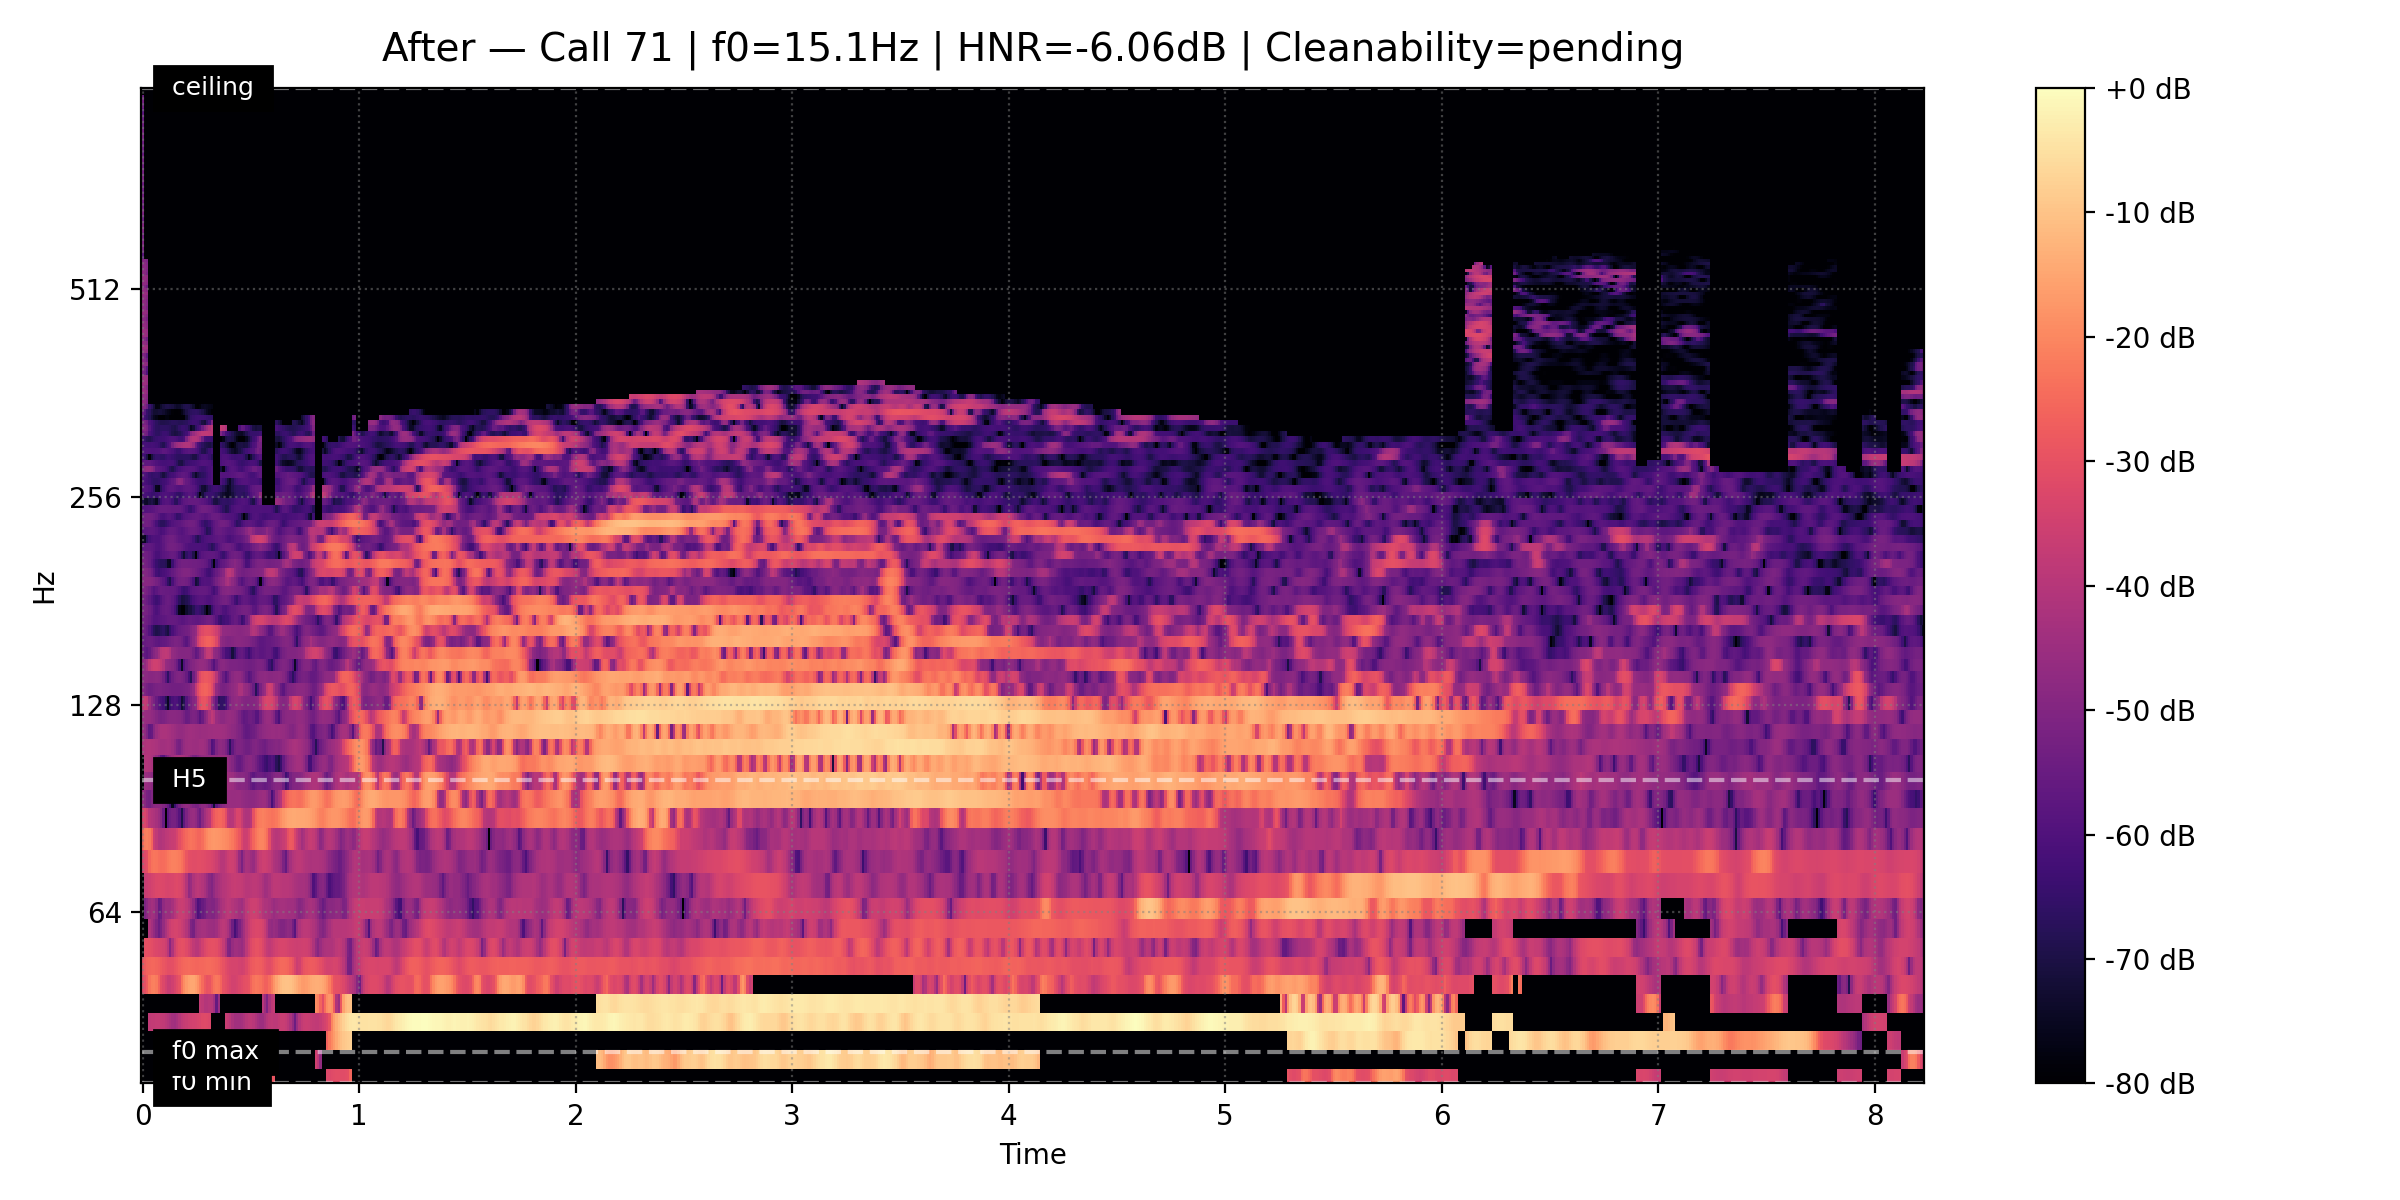 After — Call 71 | f0=15.1Hz | HNR=-6.06dB | Cleanability=pending
ceiling
+0 dB
-10 dB
-20 dB
-30 dB
-40 dB
-50 dB
-60 dB
-70 dB
-80 dB
512
256
128
64
Hz
H5
f0 max
f0 min
0 1 2 3 4 5 6 7 8
Time